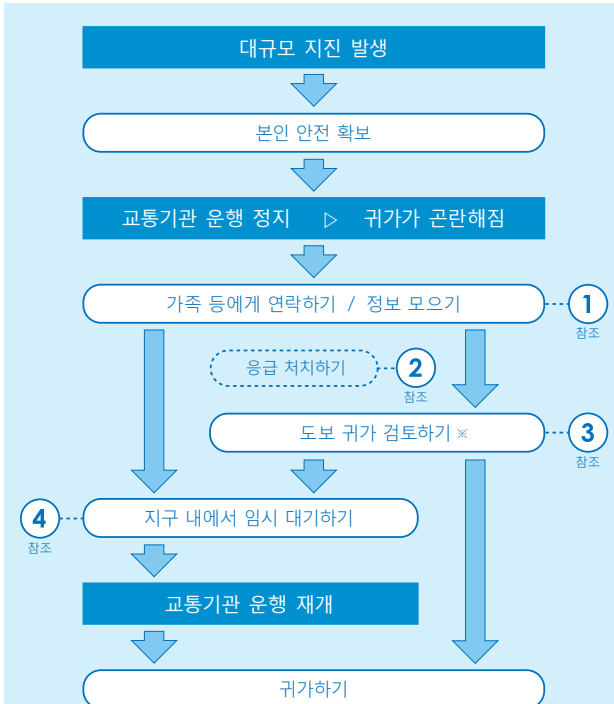 대규모 지진 발생
본인 안전 확보
교통기관 운행 정지 ▷ 귀가가 곤란해짐
가족 등에게 연락하기 / 정보 모으기
1
참조
응급 처치하기
2
참조
도보 귀가 검토하기 ※
3
참조
4
참조
지구 내에서 임시 대기하기
교통기관 운행 재개
귀가하기